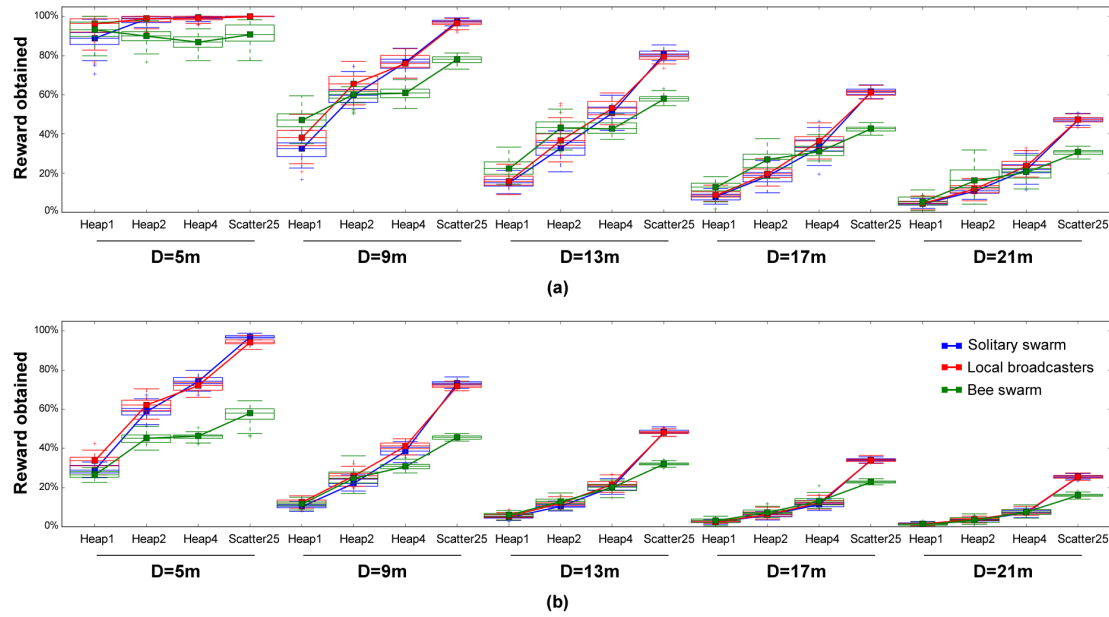 (a)
Reward obtained
100%
80%
60%
40%
20%
0%
Heap1 Heap2 Heap4 Scatter25 Heap1 Heap2 Heap4 Scatter25 Heap1 Heap2 Heap4 Scatter25 Heap1 Heap2 Heap4 Scatter25 Heap1 Heap2 Heap4 Scatter25
D=5m D=9m D=13m D=17m D=21m
Reward obtained
100%
80%
60%
40%
20%
0%
Solitary swarm
Local broadcasters
Bee swarm
Heap1 Heap2 Heap4 Scatter25 Heap1 Heap2 Heap4 Scatter25 Heap1 Heap2 Heap4 Scatter25 Heap1 Heap2 Heap4 Scatter25 Heap1 Heap2 Heap4 Scatter25
D=5m D=9m D=13m D=17m D=21m
(b)